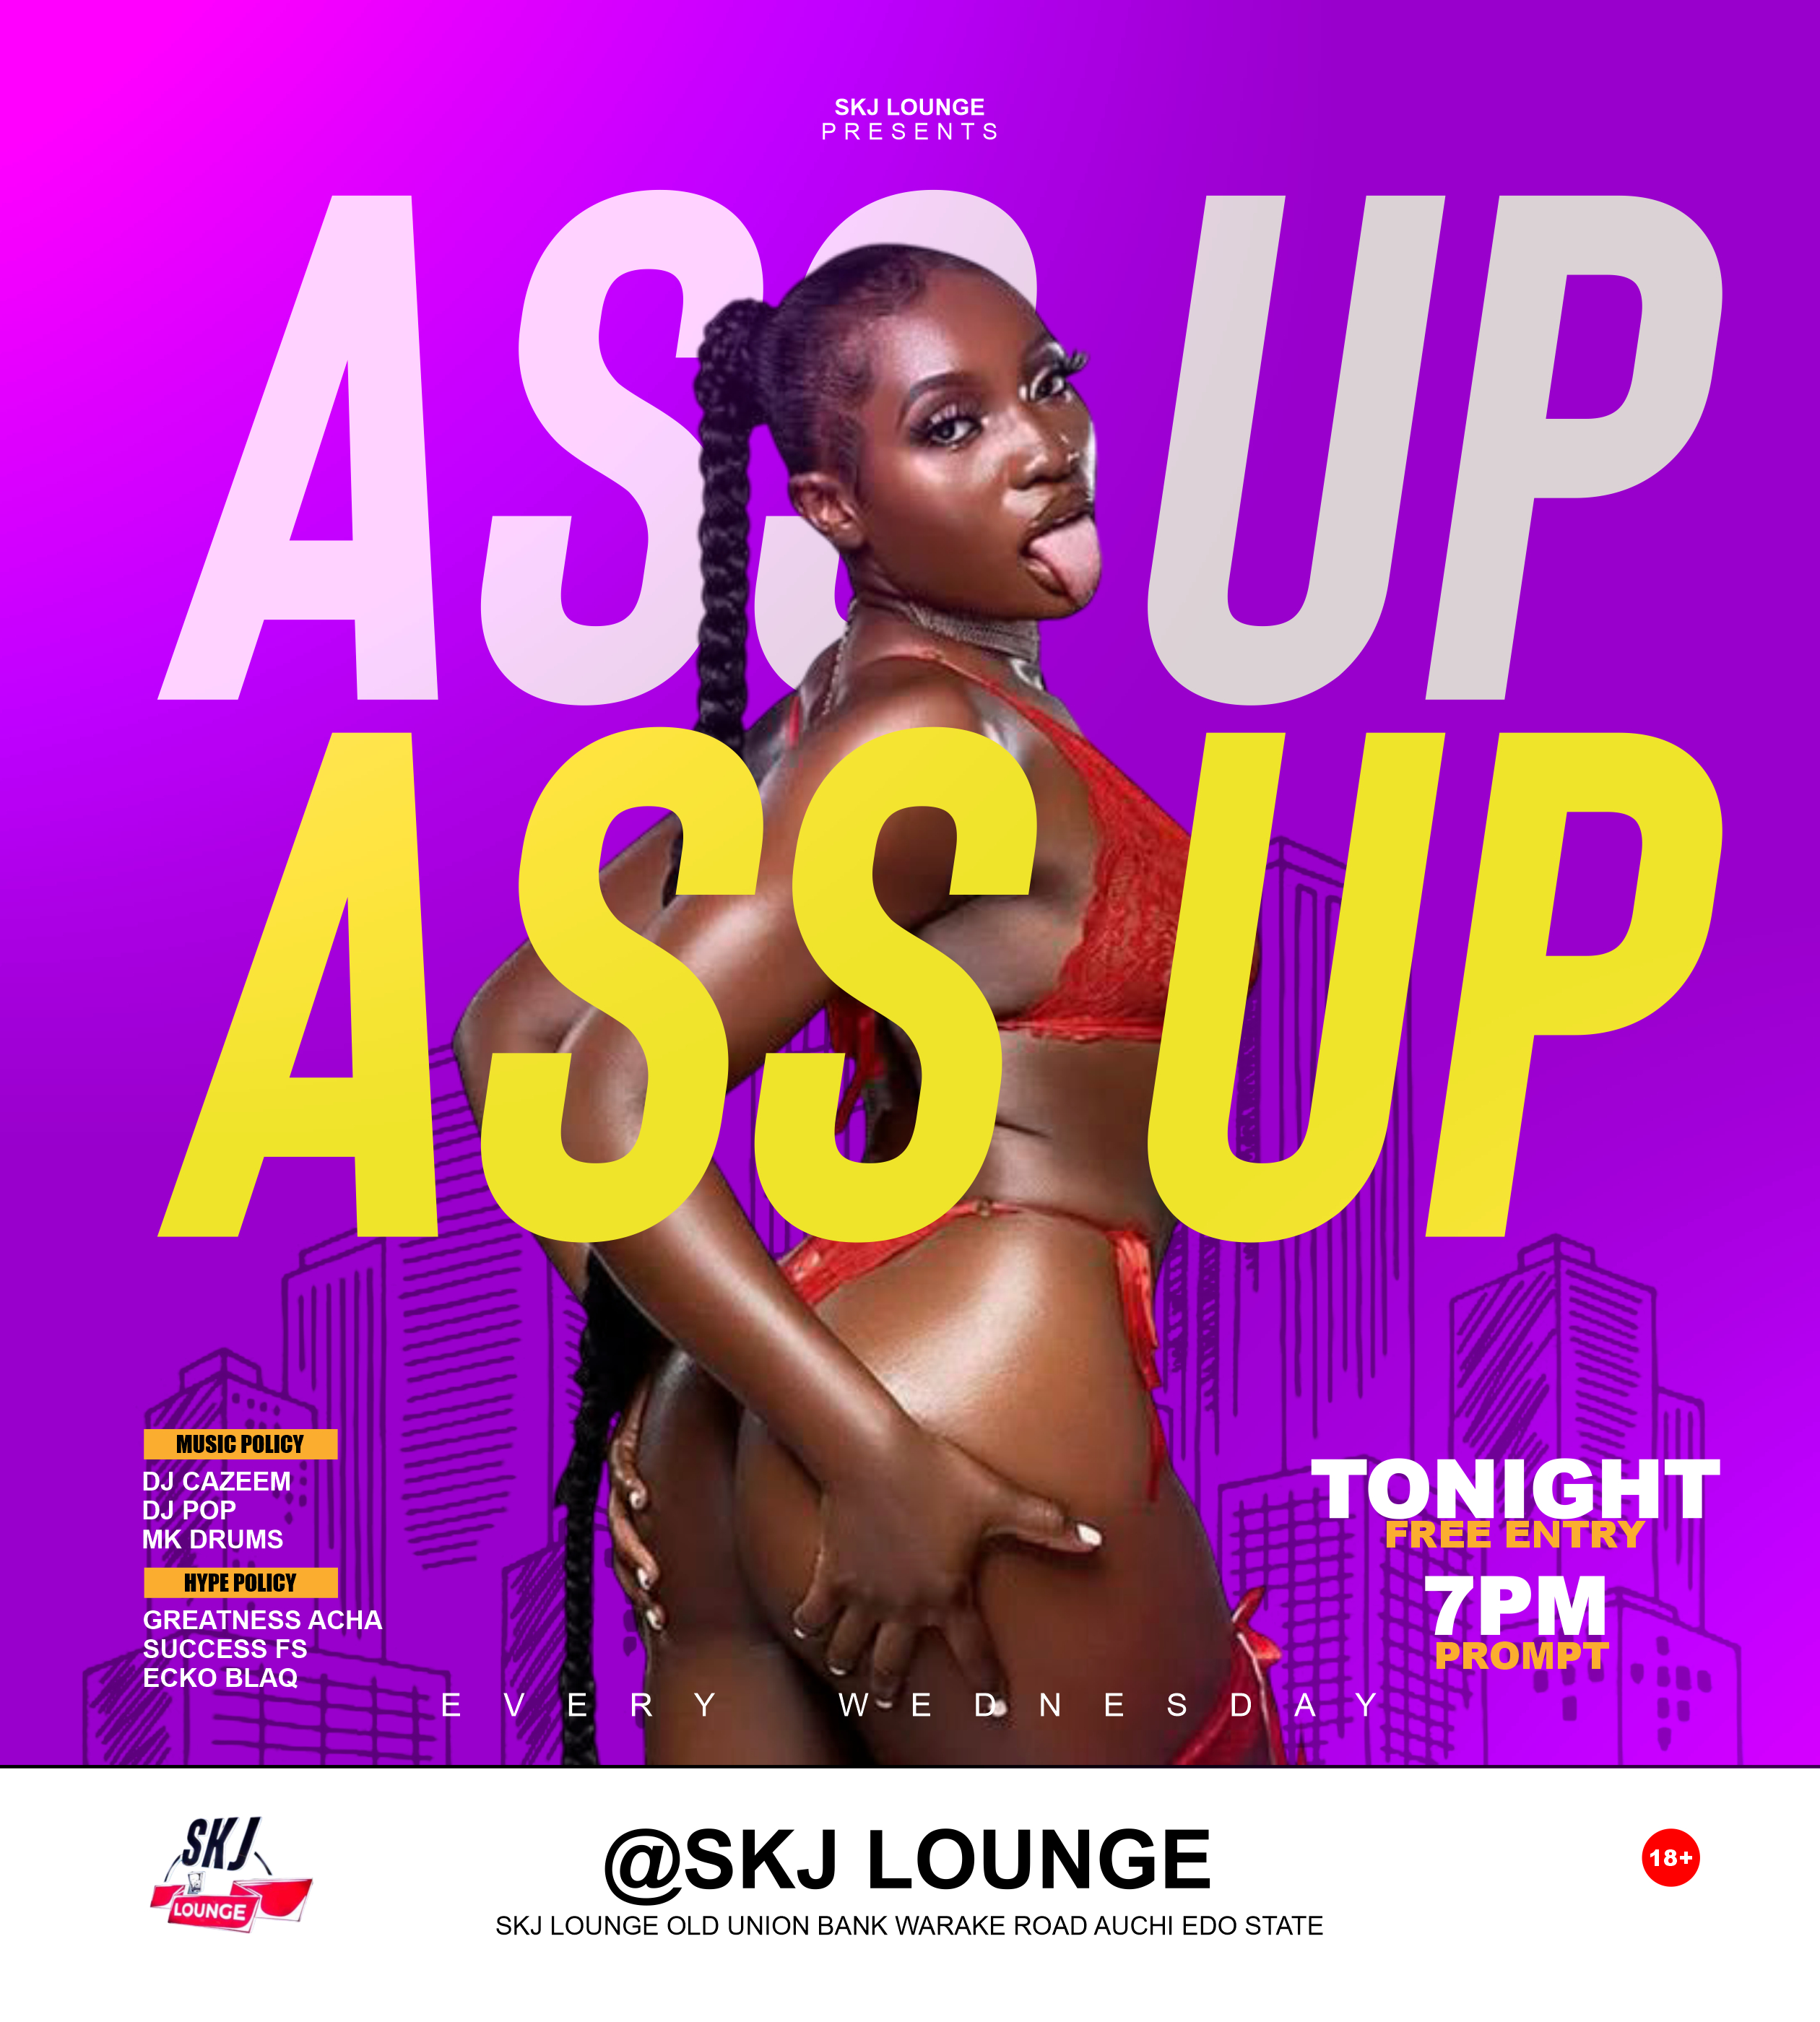 SKJ LOUNGE
PRESENTS
ASS UP
ASS UP
MUSIC POLICY
DJ CAZEEM
DJ POP
MK DRUMS
HYPE POLICY
GREATNESS ACHA
SUCCESS FS
ECKO BLAQ
TONIGHT
FREE ENTRY
7PM
PROMPT
EVERY WEDNESDAY
SKJ
LOUNGE
@SKJ LOUNGE
SKJ LOUNGE OLD UNION BANK WARAKE ROAD AUCHI EDO STATE
18+